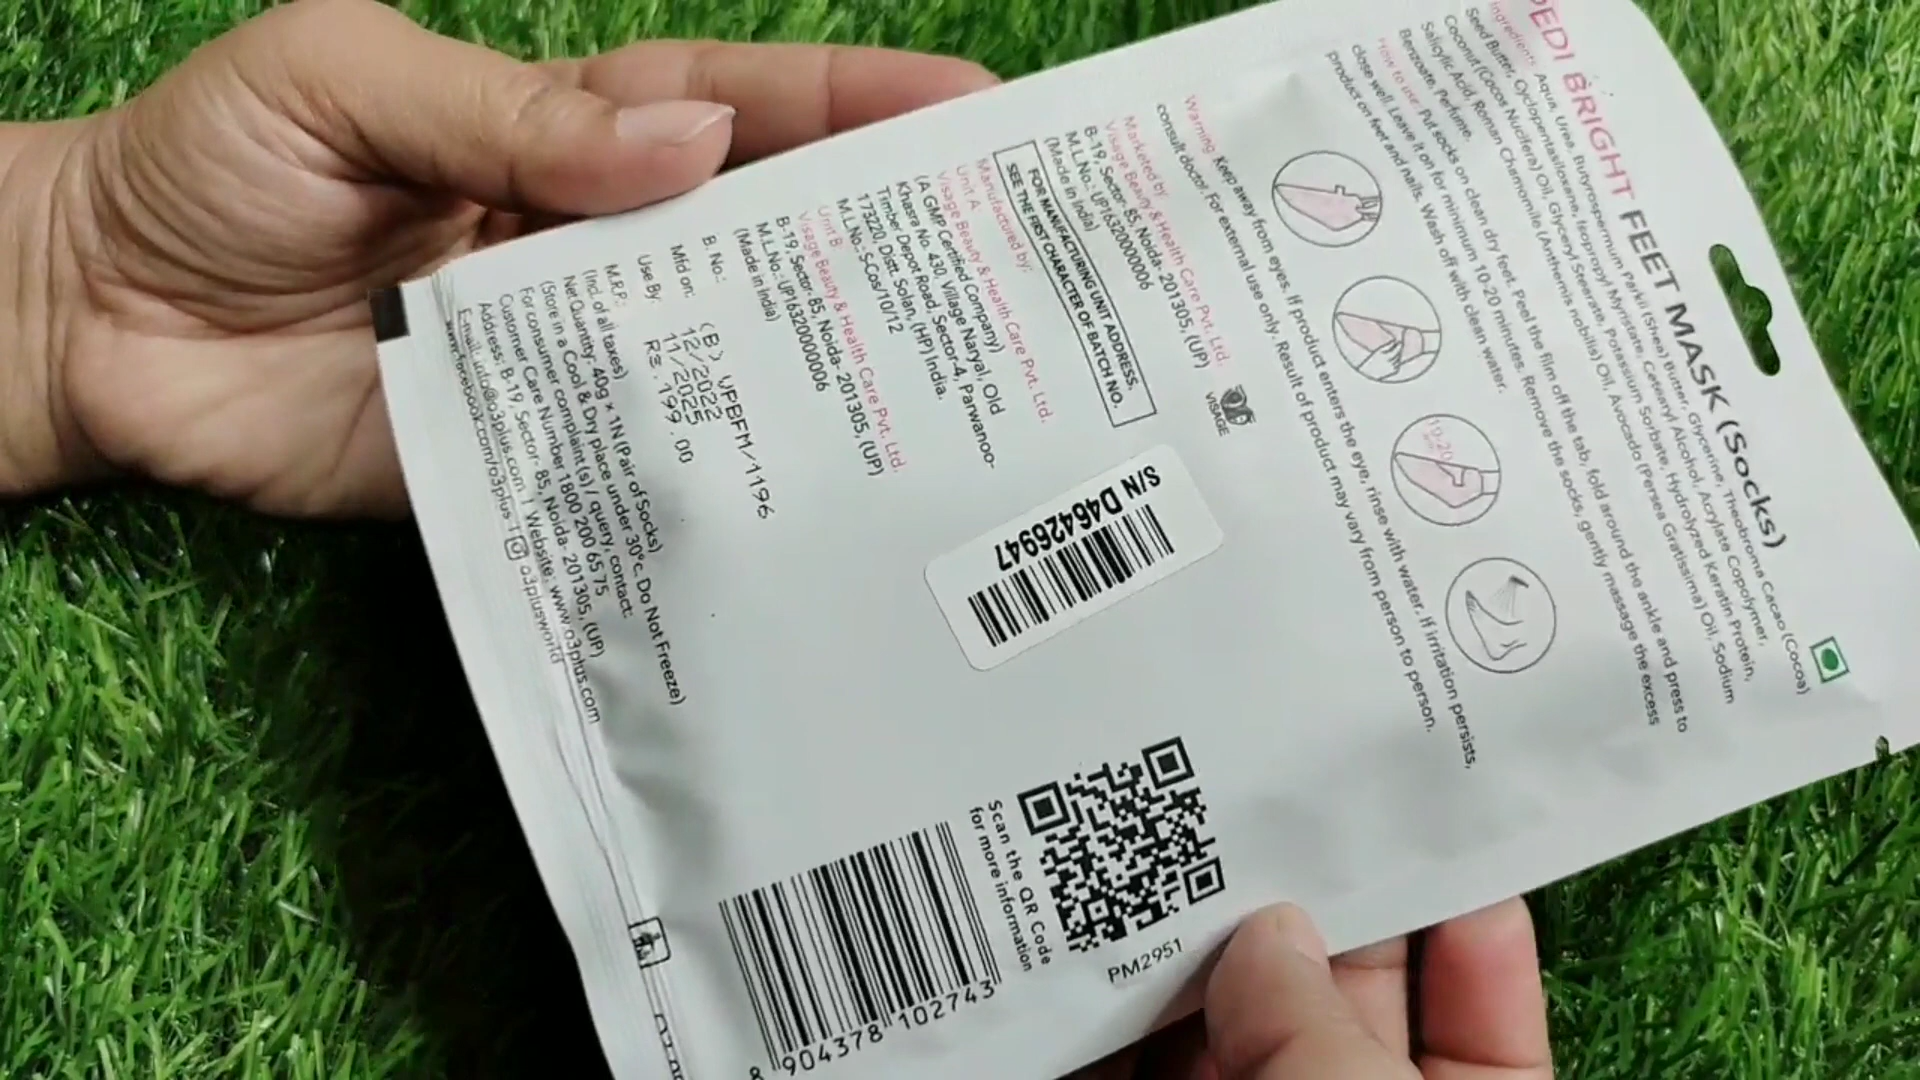 PEDI BRIGHT FEET MASK (Socks)
Ingredients: Aqua, Urea, Butyrospermum Parkii (Shea) Butter, Glycerine, Theobroma Cacao (Cocoa)
Seed Butter, Cyclopentasiloxane, Isopropyl Myristate, Cetearyl Alcohol, Acrylate Copolymer,
Coconut (Cocos Nucifera) Oil, Glyceryl Stearate, Potassium Sorbate, Hydrolyzed Keratin Protein,
Salicylic Acid, Roman Chamomile (Anthemis nobilis) Oil, Avocado (Persea Gratissima) Oil, Sodium
Benzoate, Perfume.
How to use: Put socks on clean dry feet. Peel the film off the tab, fold around the ankle and press to
close well. Leave it on for minimum 10-20 minutes. Remove the socks, gently massage the excess
product on feet and nails. Wash off with clean water.
10-20
Warning: Keep away from eyes. If product enters the eye, rinse with water. If irritation persists,
consult doctor. For external use only. Result of product may vary from person to person.
Marketed by:
Visage Beauty & Health Care Pvt. Ltd.
B-19, Sector- 85, Noida- 201305, (UP)
M.L.No.: UP16320000006
(Made in India)
VISAGE
FOR MANUFACTURING UNIT ADDRESS,
SEE THE FIRST CHARACTER OF BATCH NO.
Manufactured by:
Unit A:
Visage Beauty & Health Care Pvt. Ltd.
(A GMP Certified Company)
Khasra No. 430, Village Naryal, Old
Timber Depot Road, Sector-4, Parwanoo-
173220, Distt. Solan, (HP) India.
M.L.No.: S-Cos/10/12
Unit B:
Visage Beauty & Health Care Pvt. Ltd.
B-19, Sector- 85, Noida- 201305, (UP)
M.L.No.: UP16320000006
(Made in India)
B. No.: (B) VPBFM/1196
Mfd on: 12/2022
Use By: 11/2025
M.R.P.: RS.199.00
(Incl. of all taxes)
Net Quantity: 40g x 1N (Pair of Socks)
(Store in a Cool & Dry place under 30°c. Do Not Freeze)
For consumer complaint(s) / query, contact:
Customer Care Number 1800 200 6575
Address: B-19, Sector- 85, Noida- 201305, (UP)
E-mail: info@o3plus.com | Website: www.o3plus.com
www.facebook.com/o3plus1 o3plusworld
S/N D46426947
Scan the QR Code
for more information
PM2951
8 904378 102743